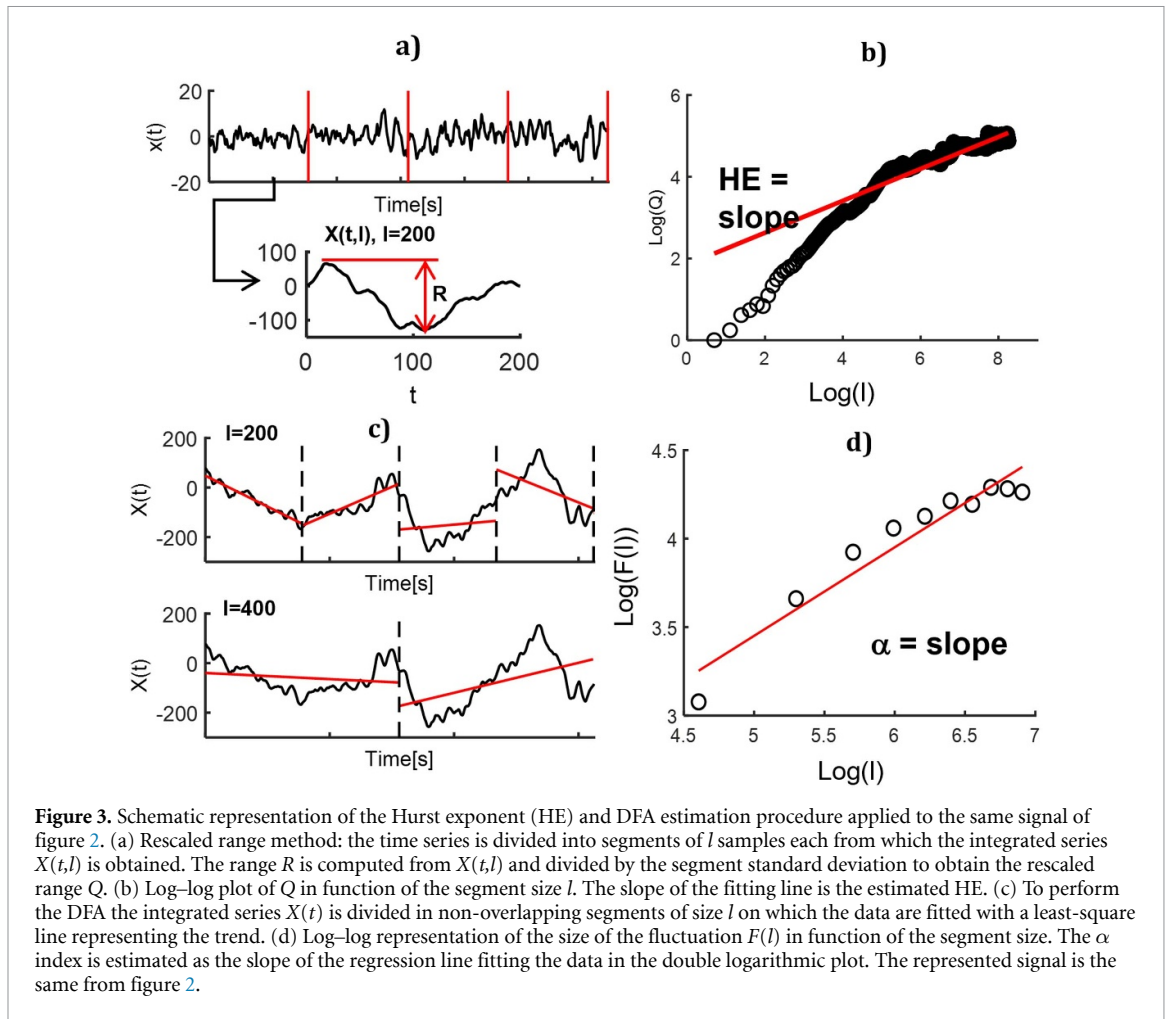 a)
20
0
-20
x(t)
Time[s]
X(t,l), l=200
100
0
-100
R
0 100 200
t
b)
6
4
2
0
Log(Q)
HE =
slope
0 2 4 6 8
Log(l)
c)
l=200
200
0
-200
X(t)
Time[s]
l=400
200
0
-200
X(t)
Time[s]
d)
4.5
4
3.5
3
Log(F(l))
α = slope
4.5 5 5.5 6 6.5 7
Log(l)
Figure 3. Schematic representation of the Hurst exponent (HE) and DFA estimation procedure applied to the same signal of
figure 2. (a) Rescaled range method: the time series is divided into segments of l samples each from which the integrated series
X(t,l) is obtained. The range R is computed from X(t,l) and divided by the segment standard deviation to obtain the rescaled
range Q. (b) Log–log plot of Q in function of the segment size l. The slope of the fitting line is the estimated HE. (c) To perform
the DFA the integrated series X(t) is divided in non-overlapping segments of size l on which the data are fitted with a least-square
line representing the trend. (d) Log–log representation of the size of the fluctuation F(l) in function of the segment size. The α
index is estimated as the slope of the regression line fitting the data in the double logarithmic plot. The represented signal is the
same from figure 2.